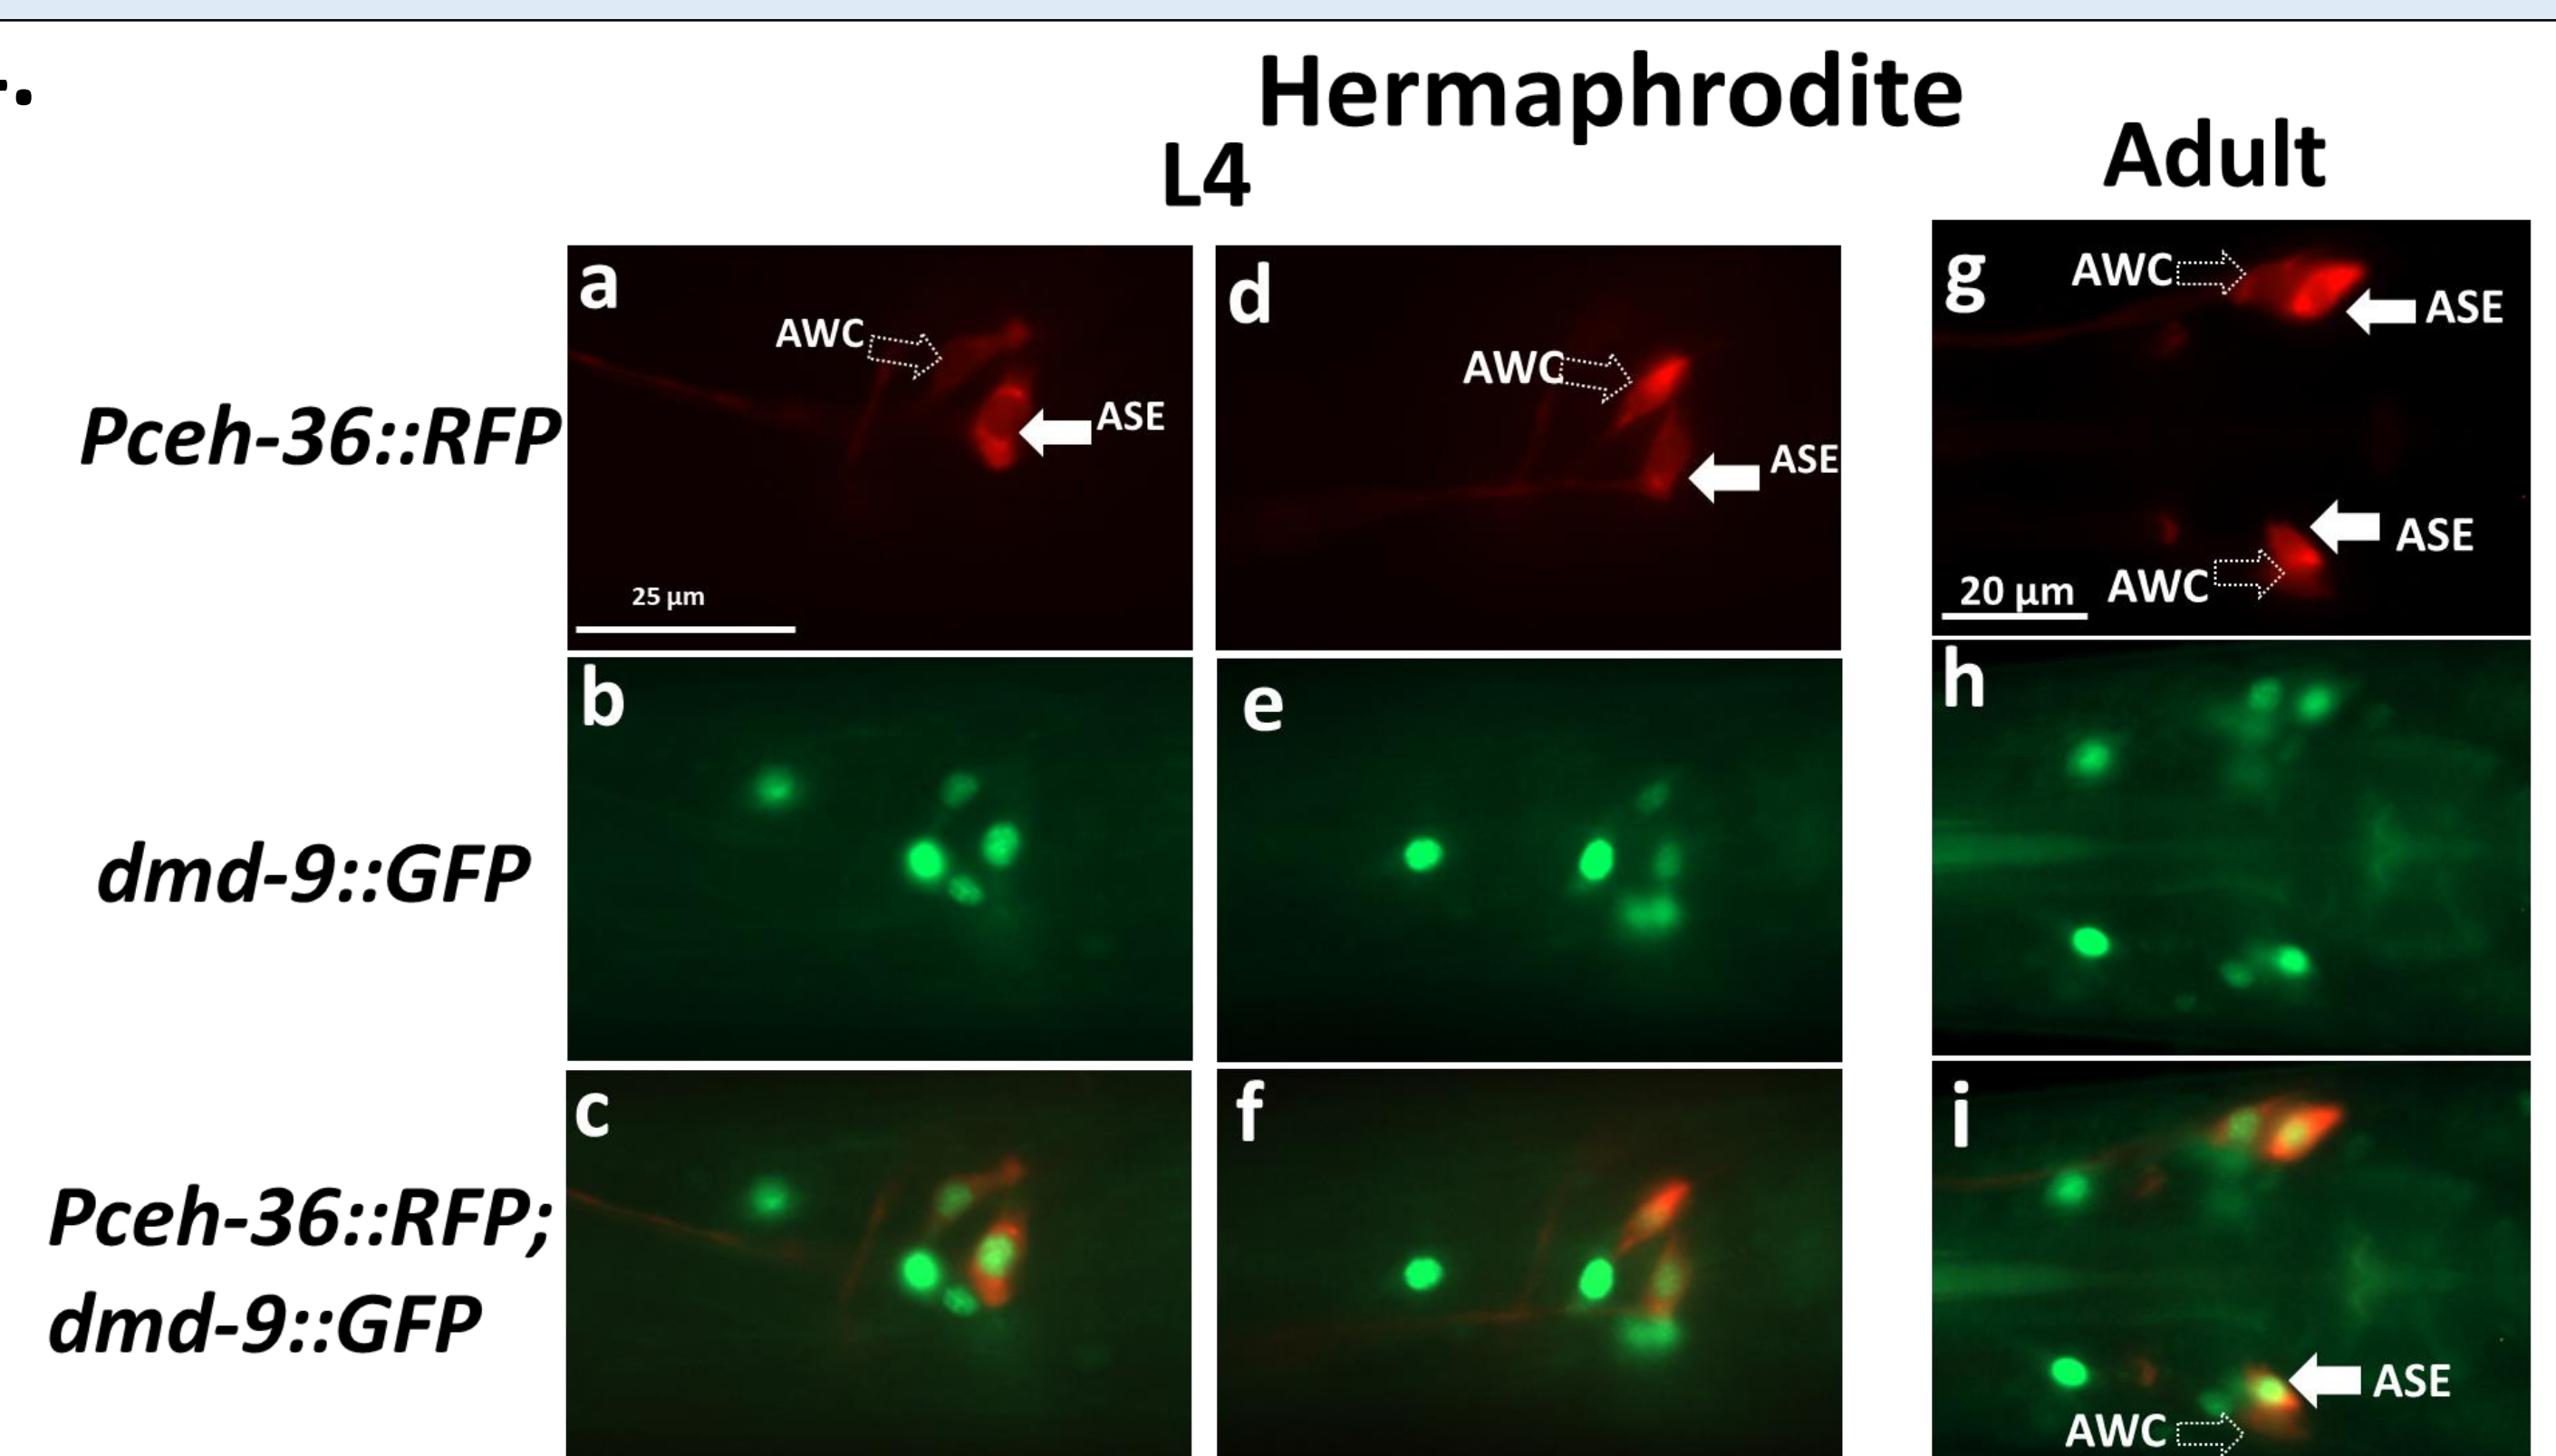 Hermaphrodite
L4
Adult
Pceh-36::RFP
a
AWC
ASE
25 µm
d
AWC
ASE
g
AWC
ASE
ASE
AWC
20 µm
dmd-9::GFP
b
e
h
Pceh-36::RFP;
dmd-9::GFP
c
f
i
ASE
AWC